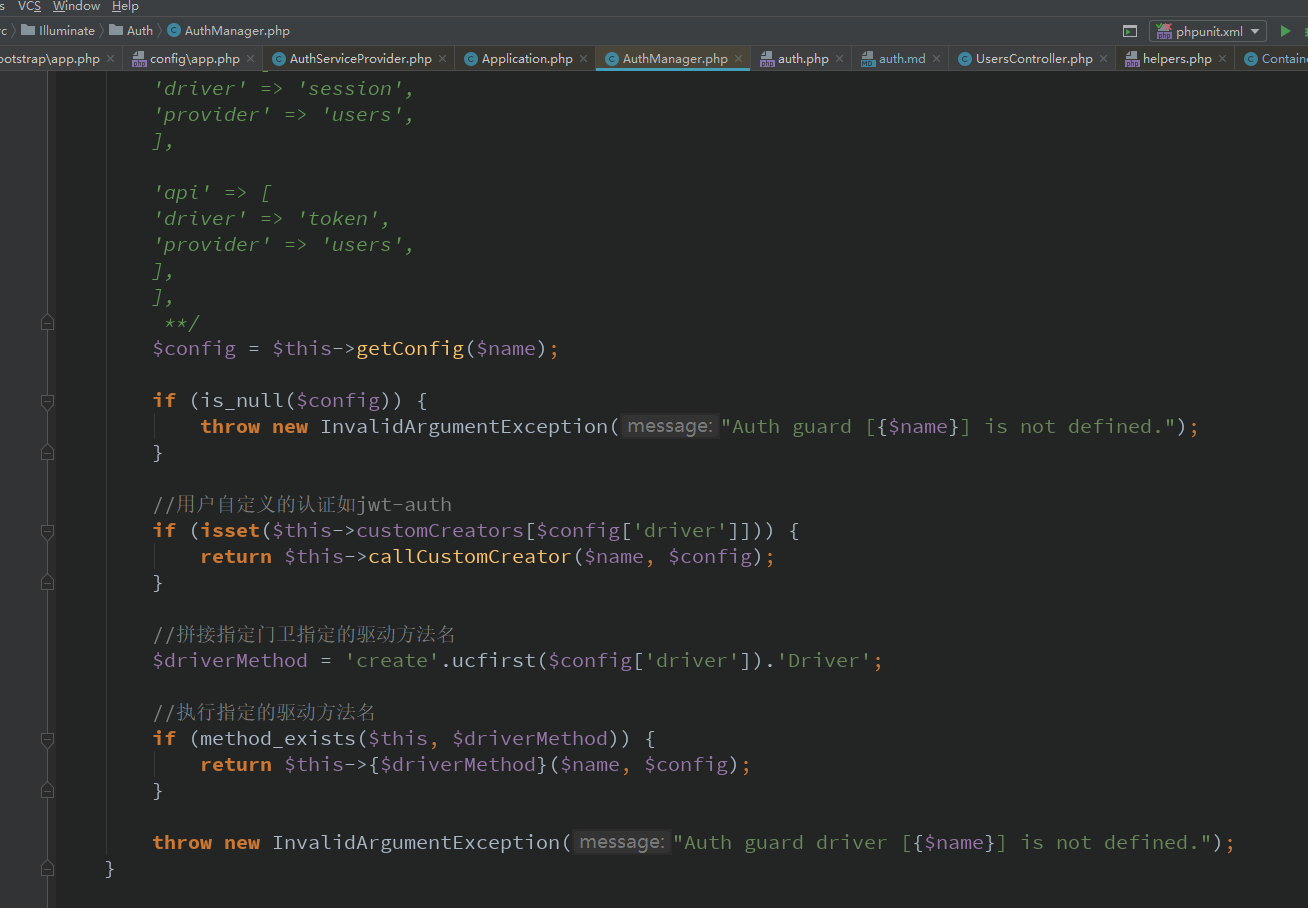 VCS Window Help
Illuminate Auth AuthManager.php phpunit.xml
ootstrap\app.php config\app.php AuthServiceProvider.php Application.php AuthManager.php auth.php auth.md UsersController.php helpers.php Containe
'driver' => 'session',
'provider' => 'users',
],
'api' => [
'driver' => 'token',
'provider' => 'users',
],
],
**/
$config = $this->getConfig($name);
if (is_null($config)) {
throw new InvalidArgumentException( message: "Auth guard [{$name}] is not defined.");
}
//用户自定义的认证如jwt-auth
if (isset($this->customCreators[$config['driver']])) {
return $this->callCustomCreator($name, $config);
}
//拼接指定门卫指定的驱动方法名
$driverMethod = 'create'.ucfirst($config['driver']).'Driver';
//执行指定的驱动方法名
if (method_exists($this, $driverMethod)) {
return $this->{$driverMethod}($name, $config);
}
throw new InvalidArgumentException( message: "Auth guard driver [{$name}] is not defined.");
}